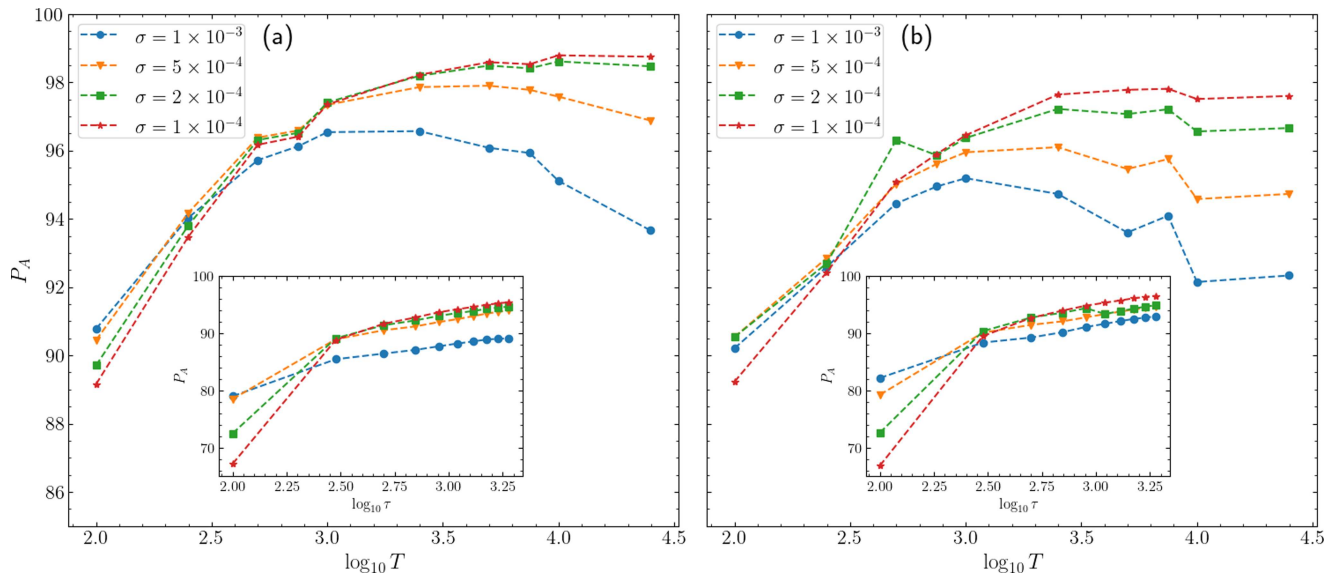 (a)
σ = 1 × 10⁻³
σ = 5 × 10⁻⁴
σ = 2 × 10⁻⁴
σ = 1 × 10⁻⁴
100
98
96
94
92
90
88
86
P_A
2.0 2.5 3.0 3.5 4.0 4.5
log₁₀ T
100
90
80
70
P_A
2.00 2.25 2.50 2.75 3.00 3.25
log₁₀ τ
(b)
σ = 1 × 10⁻³
σ = 5 × 10⁻⁴
σ = 2 × 10⁻⁴
σ = 1 × 10⁻⁴
2.0 2.5 3.0 3.5 4.0 4.5
log₁₀ T
100
90
80
70
P_A
2.00 2.25 2.50 2.75 3.00 3.25
log₁₀ τ